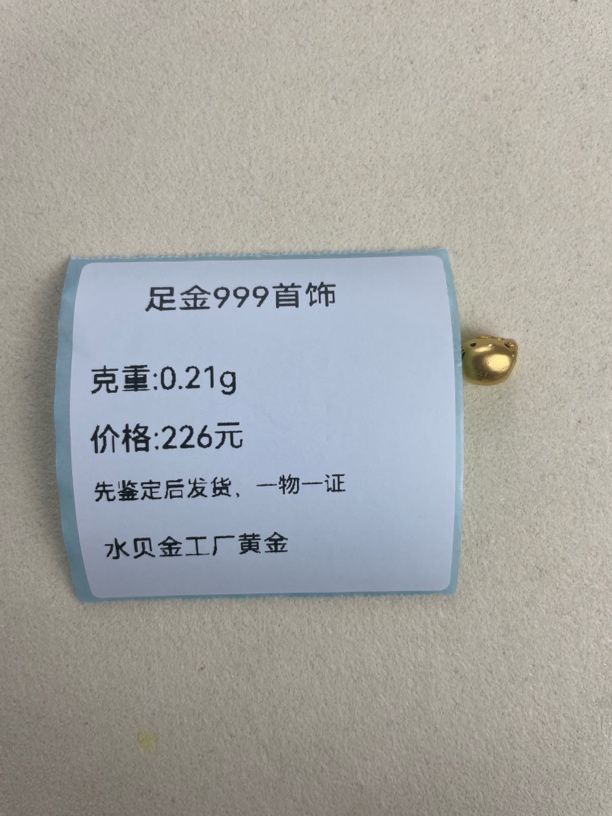 足金999首饰
克重:0.21g
价格:226元
先鉴定后发货、一物一证
水贝金工厂黄金